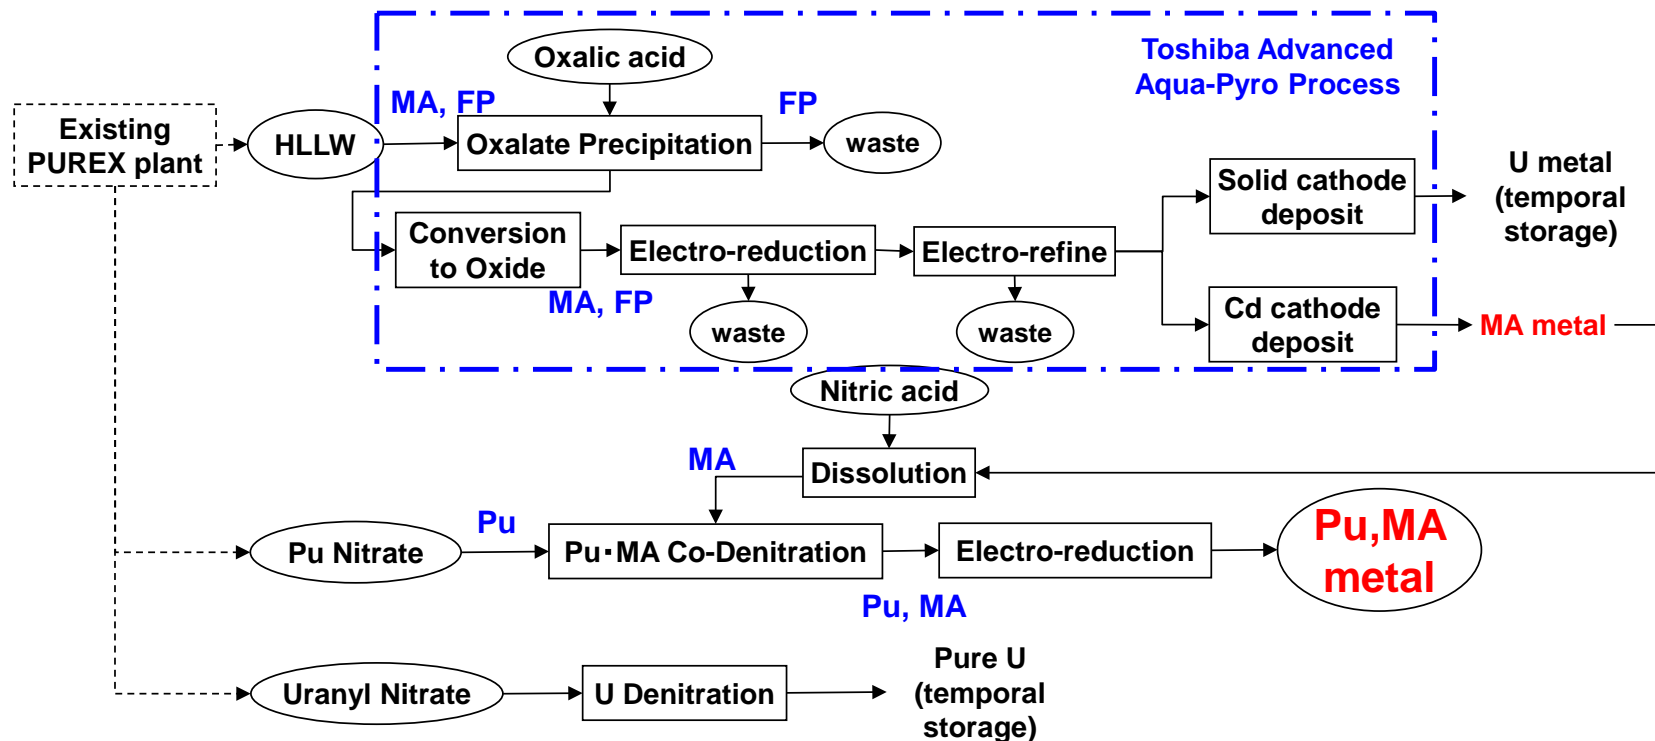 Toshiba Advanced
Aqua-Pyro Process
Oxalic acid
MA, FP
FP
Existing
PUREX plant
HLLW
Oxalate Precipitation
waste
Solid cathode
deposit
U metal
(temporal
storage)
Conversion
to Oxide
Electro-reduction
Electro-refine
MA, FP
waste
waste
Cd cathode
deposit
MA metal
Nitric acid
MA
Dissolution
Pu
Pu Nitrate
Pu・MA Co-Denitration
Electro-reduction
Pu,MA
metal
Pu, MA
Uranyl Nitrate
U Denitration
Pure U
(temporal
storage)